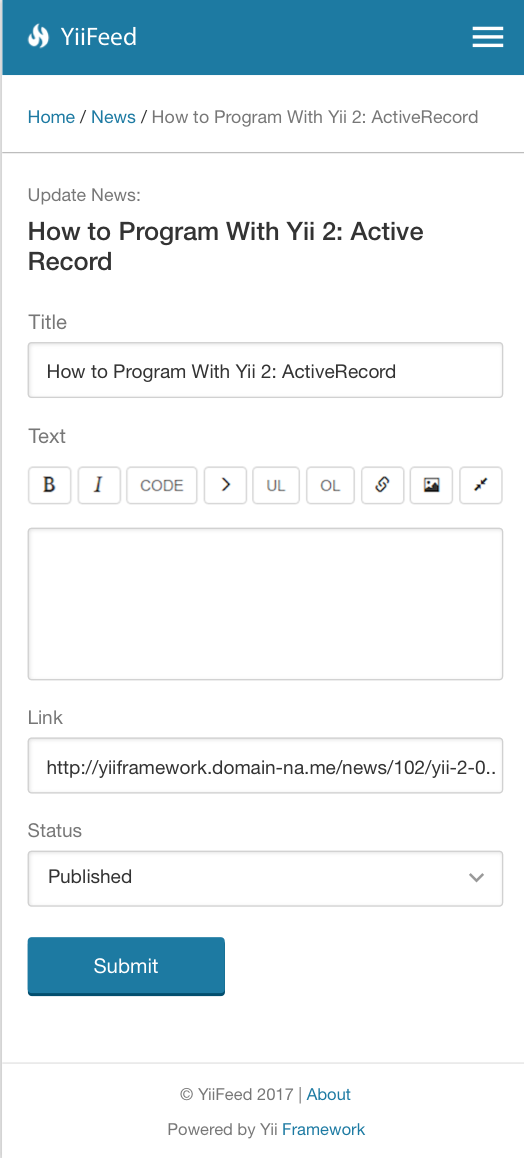 YiiFeed
Home / News / How to Program With Yii 2: ActiveRecord
Update News:
How to Program With Yii 2: Active
Record
Title
How to Program With Yii 2: ActiveRecord
Text
B I CODE > UL OL
Link
http://yiiframework.domain-na.me/news/102/yii-2-0..
Status
Published
Submit
© YiiFeed 2017 | About
Powered by Yii Framework